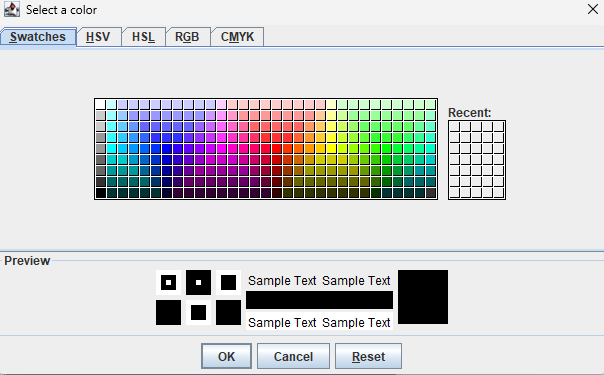 Select a color
Swatches HSV HSL RGB CMYK
Recent:
Preview
Sample Text Sample Text
Sample Text Sample Text
OK Cancel Reset